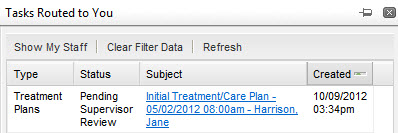 Tasks Routed to You
Show My Staff Clear Filter Data Refresh
Type Status Subject Created
Treatment Plans Pending Supervisor Review Initial Treatment/Care Plan - 05/02/2012 08:00am - Harrison, Jane 10/09/2012 03:34pm